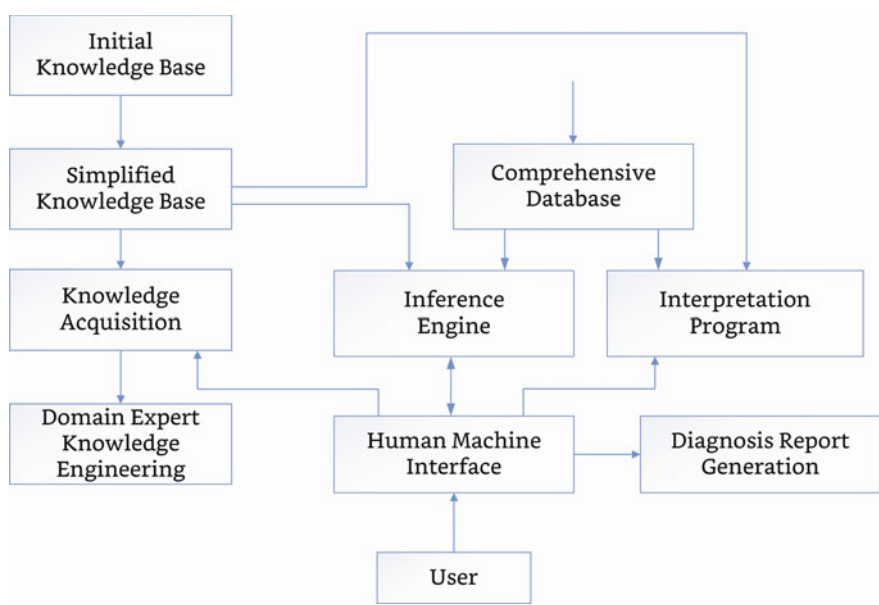 Initial
Knowledge Base
Simplified
Knowledge Base
Comprehensive
Database
Knowledge
Acquisition
Inference
Engine
Interpretation
Program
Domain Expert
Knowledge
Engineering
Human Machine
Interface
Diagnosis Report
Generation
User